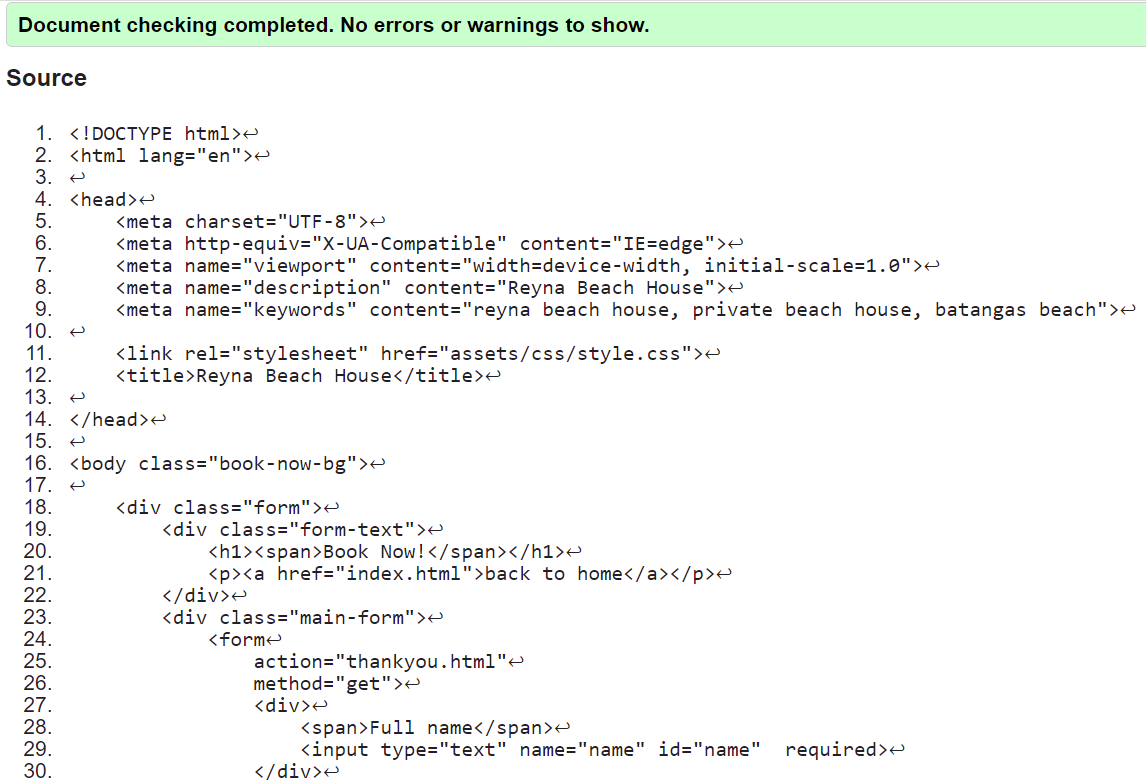 Document checking completed. No errors or warnings to show.
Source
1. <!DOCTYPE html>↩
2. <html lang="en">↩
3. ↩
4. <head>↩
5.     <meta charset="UTF-8">↩
6.     <meta http-equiv="X-UA-Compatible" content="IE=edge">↩
7.     <meta name="viewport" content="width=device-width, initial-scale=1.0">↩
8.     <meta name="description" content="Reyna Beach House">↩
9.     <meta name="keywords" content="reyna beach house, private beach house, batangas beach">↩
10. ↩
11.     <link rel="stylesheet" href="assets/css/style.css">↩
12.     <title>Reyna Beach House</title>↩
13. ↩
14. </head>↩
15. ↩
16. <body class="book-now-bg">↩
17. ↩
18.     <div class="form">↩
19.         <div class="form-text">↩
20.             <h1><span>Book Now!</span></h1>↩
21.             <p><a href="index.html">back to home</a></p>↩
22.         </div>↩
23.         <div class="main-form">↩
24.             <form↩
25.                 action="thankyou.html"↩
26.                 method="get">↩
27.                 <div>↩
28.                     <span>Full name</span>↩
29.                     <input type="text" name="name" id="name"  required>↩
30.                 </div>↩